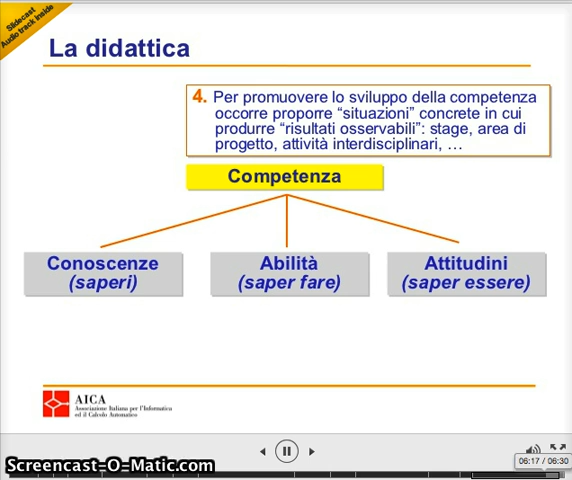 Slidecast
Audio track inside
La didattica
4. Per promuovere lo sviluppo della competenza
occorre proporre “situazioni” concrete in cui
produrre “risultati osservabili”: stage, area di
progetto, attività interdisciplinari, …
Competenza
Conoscenze
(saperi)
Abilità
(saper fare)
Attitudini
(saper essere)
AICA
Associazione Italiana per l'Informatica
ed il Calcolo Automatico
06:17 / 06:30
Screencast-O-Matic.com